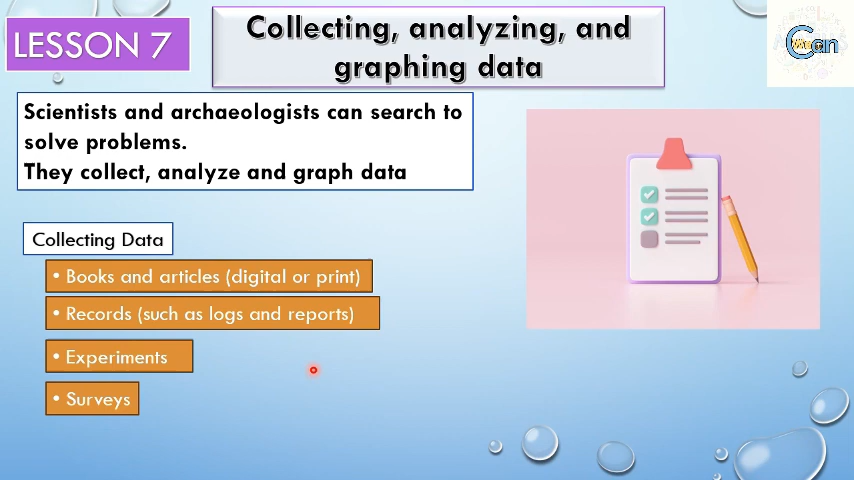 LESSON 7
Collecting, analyzing, and
graphing data
Can
Scientists and archaeologists can search to
solve problems.
They collect, analyze and graph data
Collecting Data
• Books and articles (digital or print)
• Records (such as logs and reports)
• Experiments
• Surveys